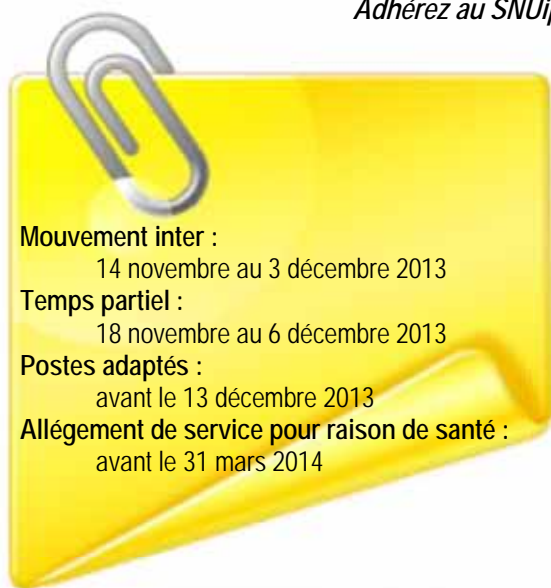 Adhérez au SNUip
Mouvement inter :
14 novembre au 3 décembre 2013
Temps partiel :
18 novembre au 6 décembre 2013
Postes adaptés :
avant le 13 décembre 2013
Allégement de service pour raison de santé :
avant le 31 mars 2014